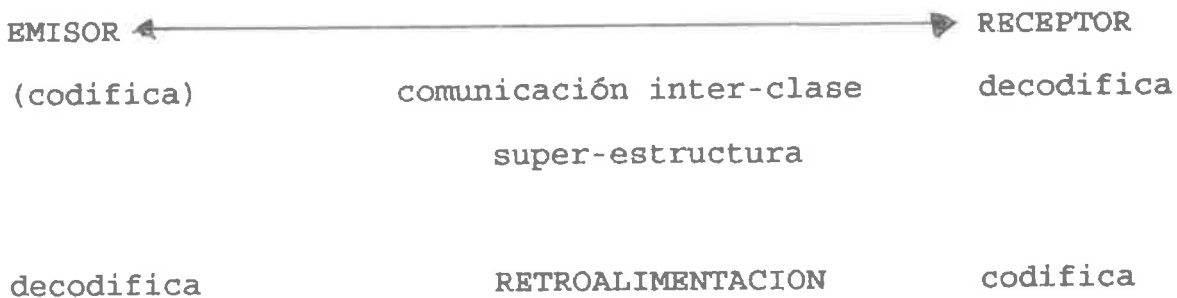 EMISOR RECEPTOR
(codifica) comunicación inter-clase decodifica
super-estructura
decodifica RETROALIMENTACION codifica